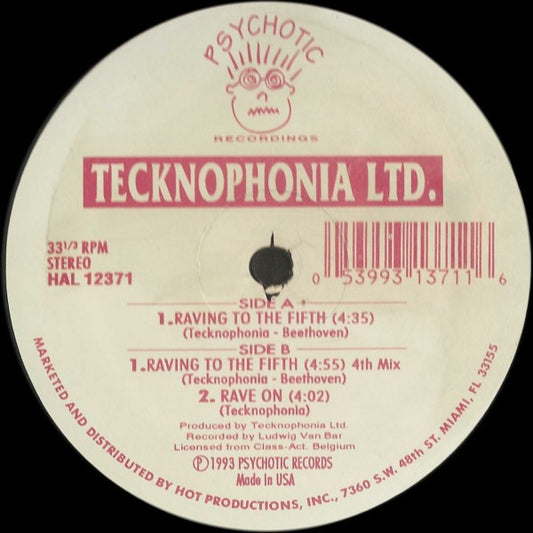 PSYCHOTIC
RECORDINGS
TECKNOPHONIA LTD.
33 1/3 RPM
STEREO
HAL 12371
0 53993 13711 6
SIDE A
1.RAVING TO THE FIFTH (4:35)
(Tecknophonia - Beethoven)
SIDE B
1.RAVING TO THE FIFTH (4:55) 4th Mix
(Tecknophonia - Beethoven)
2. RAVE ON (4:02)
(Tecknophonia)
Produced by Tecknophonia Ltd.
Recorded by Ludwig Van Bar
Licensed from Class-Act. Belgium
Ⓟ1993 PSYCHOTIC RECORDS
Made In USA
MARKETED AND DISTRIBUTED BY HOT PRODUCTIONS, INC., 7360 S.W. 48th ST. MIAMI, FL 33155